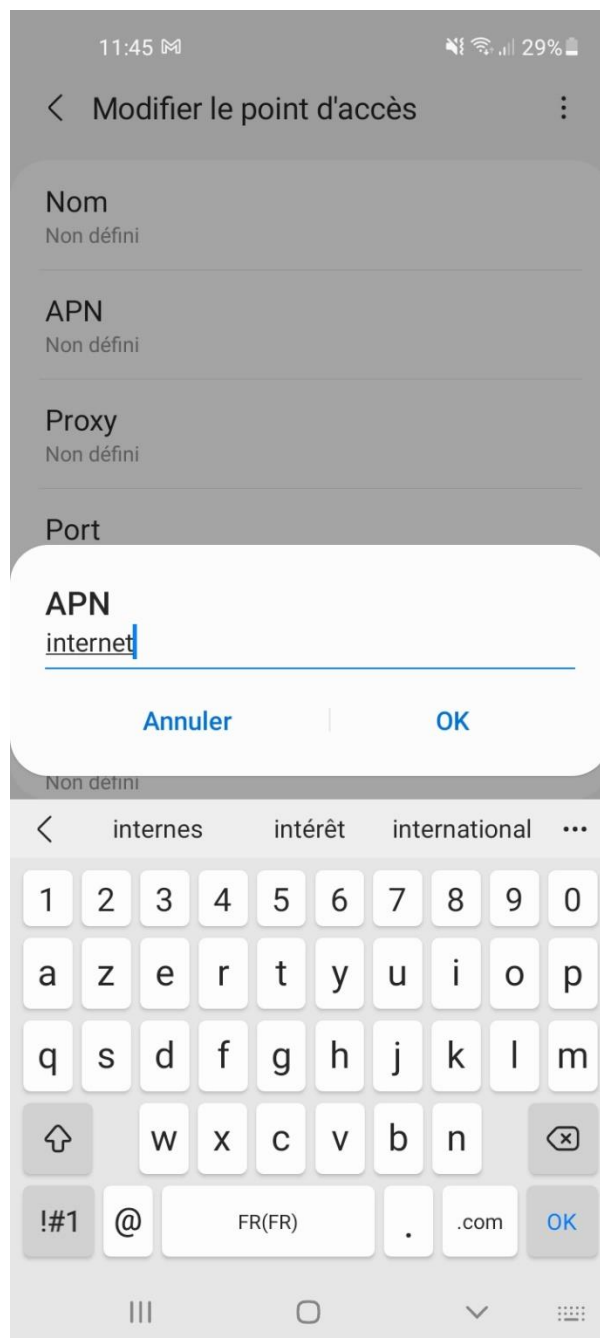 11:45 29%
Modifier le point d'accès
Nom
Non défini
APN
Non défini
Proxy
Non défini
Port
APN
internet
Annuler OK
Non défini
internes intérêt international
1 2 3 4 5 6 7 8 9 0
a z e r t y u i o p
q s d f g h j k l m
w x c v b n
!#1 @ FR(FR) . .com OK